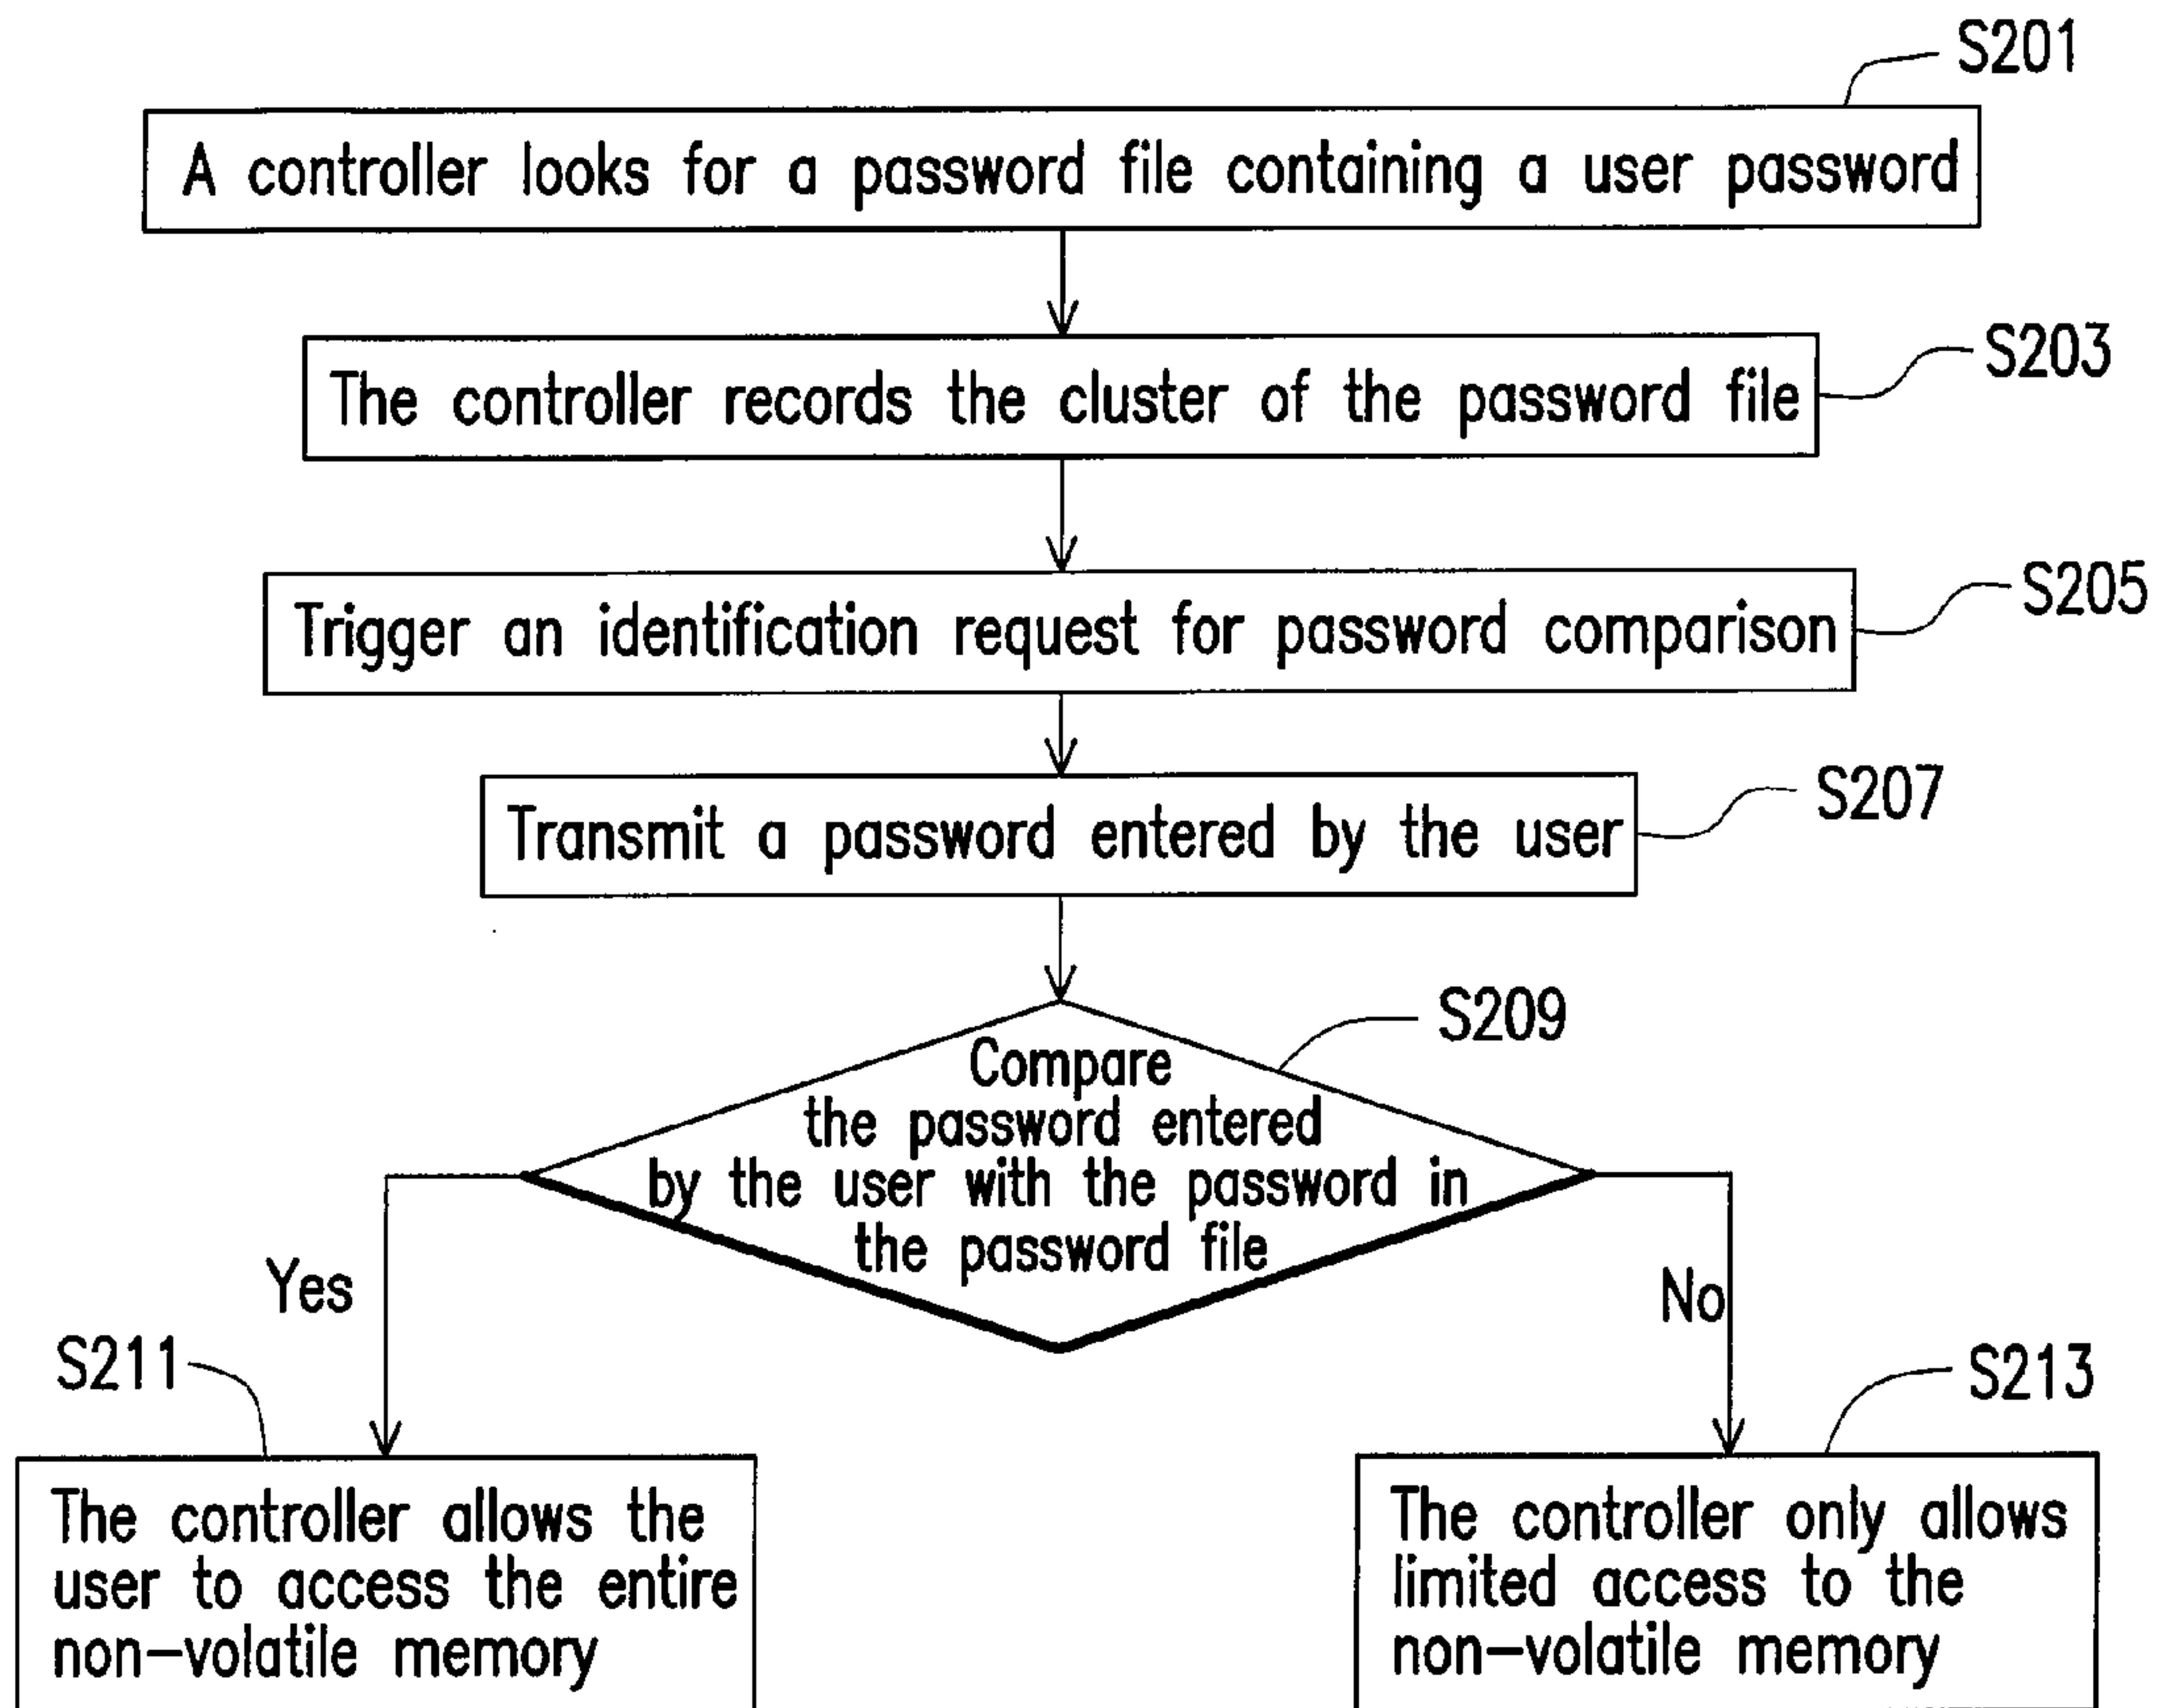 S201
A controller looks for a password file containing a user password
S203
The controller records the cluster of the password file
S205
Trigger an identification request for password comparison
S207
Transmit a password entered by the user
S209
Compare
the password entered
by the user with the password in
the password file
Yes
No
S211
The controller allows the
user to access the entire
non-volatile memory
S213
The controller only allows
limited access to the
non-volatile memory